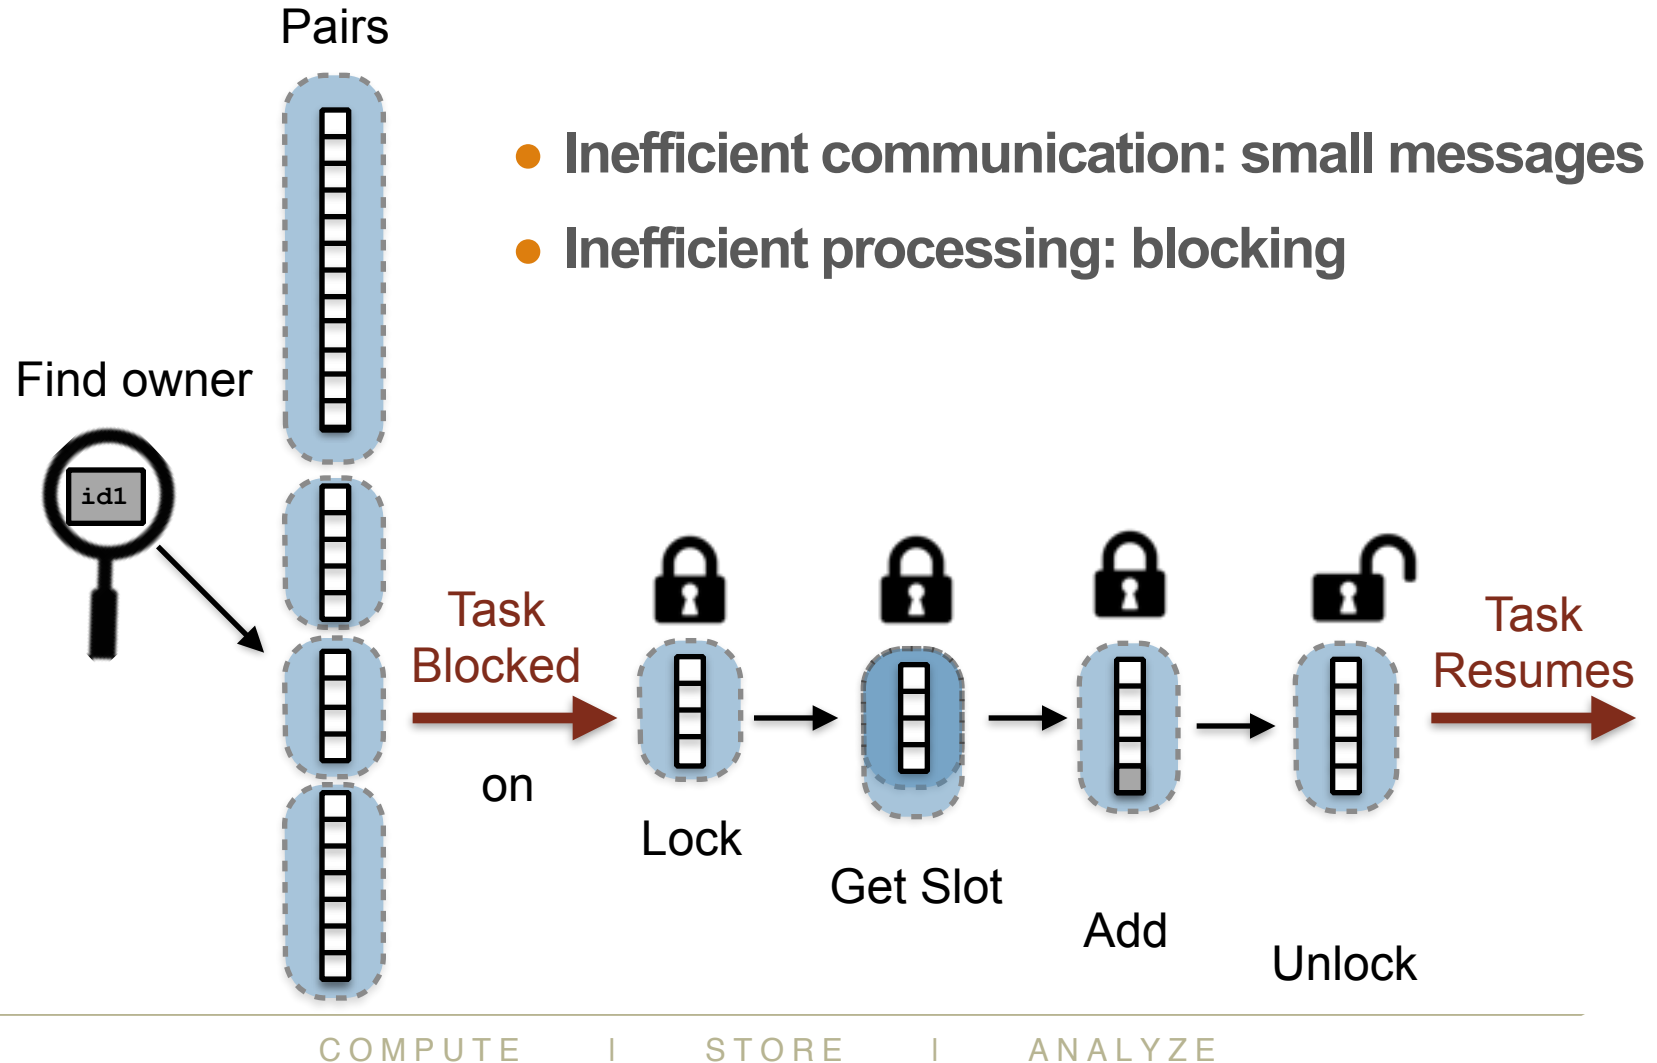 Pairs
● Inefficient communication: small messages
● Inefficient processing: blocking
Find owner
id1
Task
Blocked
on
Lock
Get Slot
Add
Unlock
Task
Resumes
COMPUTE | STORE | ANALYZE